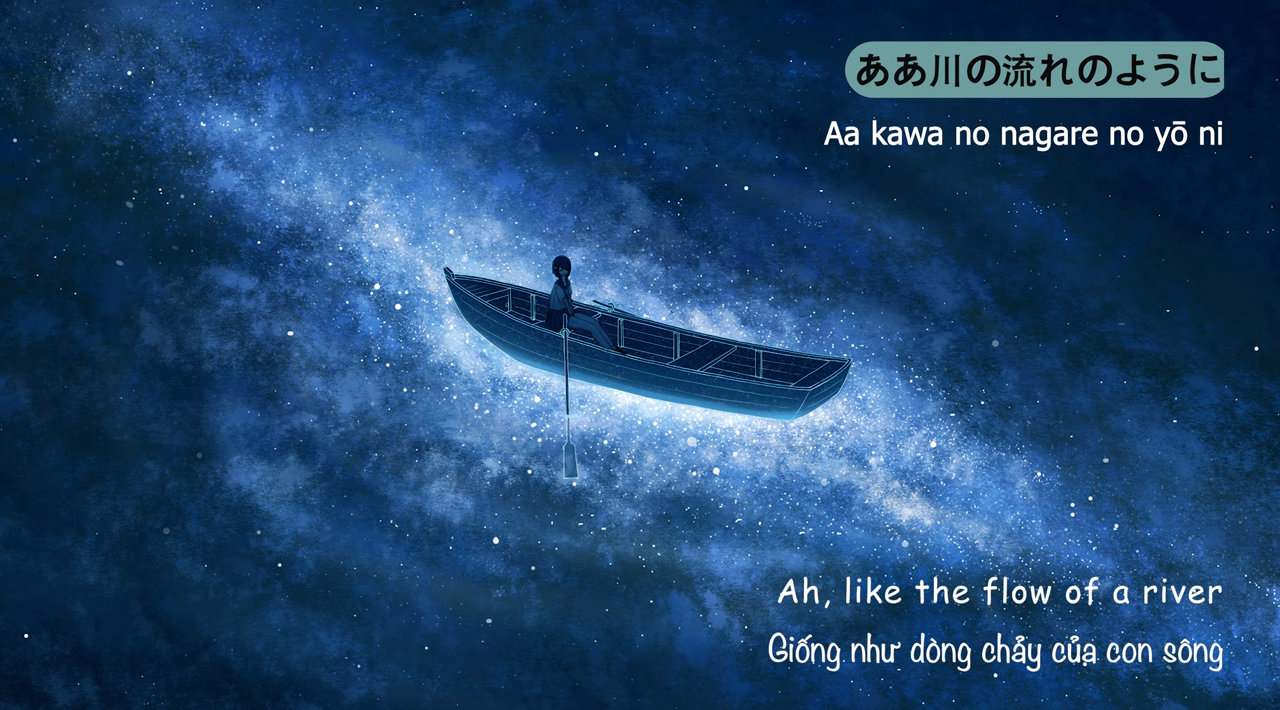 ああ川の流れのように
Aa kawa no nagare no yō ni
Ah, like the flow of a river
Giống như dòng chảy của con sông